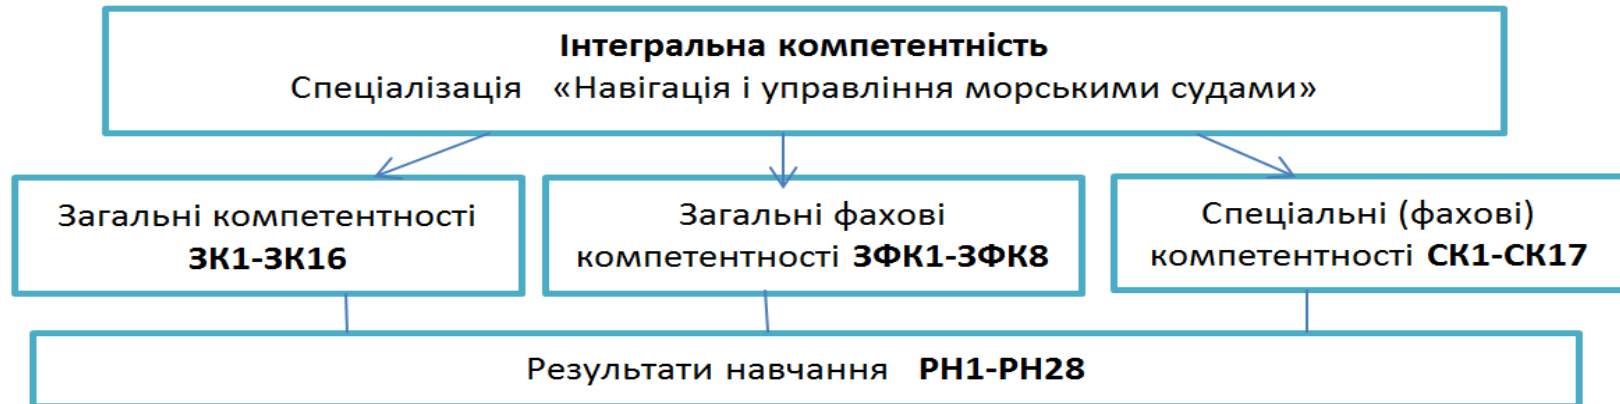 Інтегральна компетентність
Спеціалізація «Навігація і управління морськими судами»
Загальні компетентності
ЗК1-ЗК16
Загальні фахові
компетентності ЗФК1-ЗФК8
Спеціальні (фахові)
компетентності СК1-СК17
Результати навчання РН1-РН28